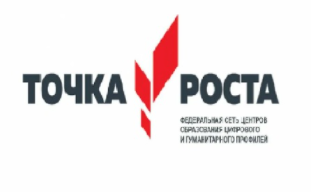 ТОЧКА РОСТА
ФЕДЕРАЛЬНАЯ СЕТЬ ЦЕНТРОВ
ОБРАЗОВАНИЯ ЦИФРОВОГО
И ГУМАНИТАРНОГО ПРОФИЛЕЙ